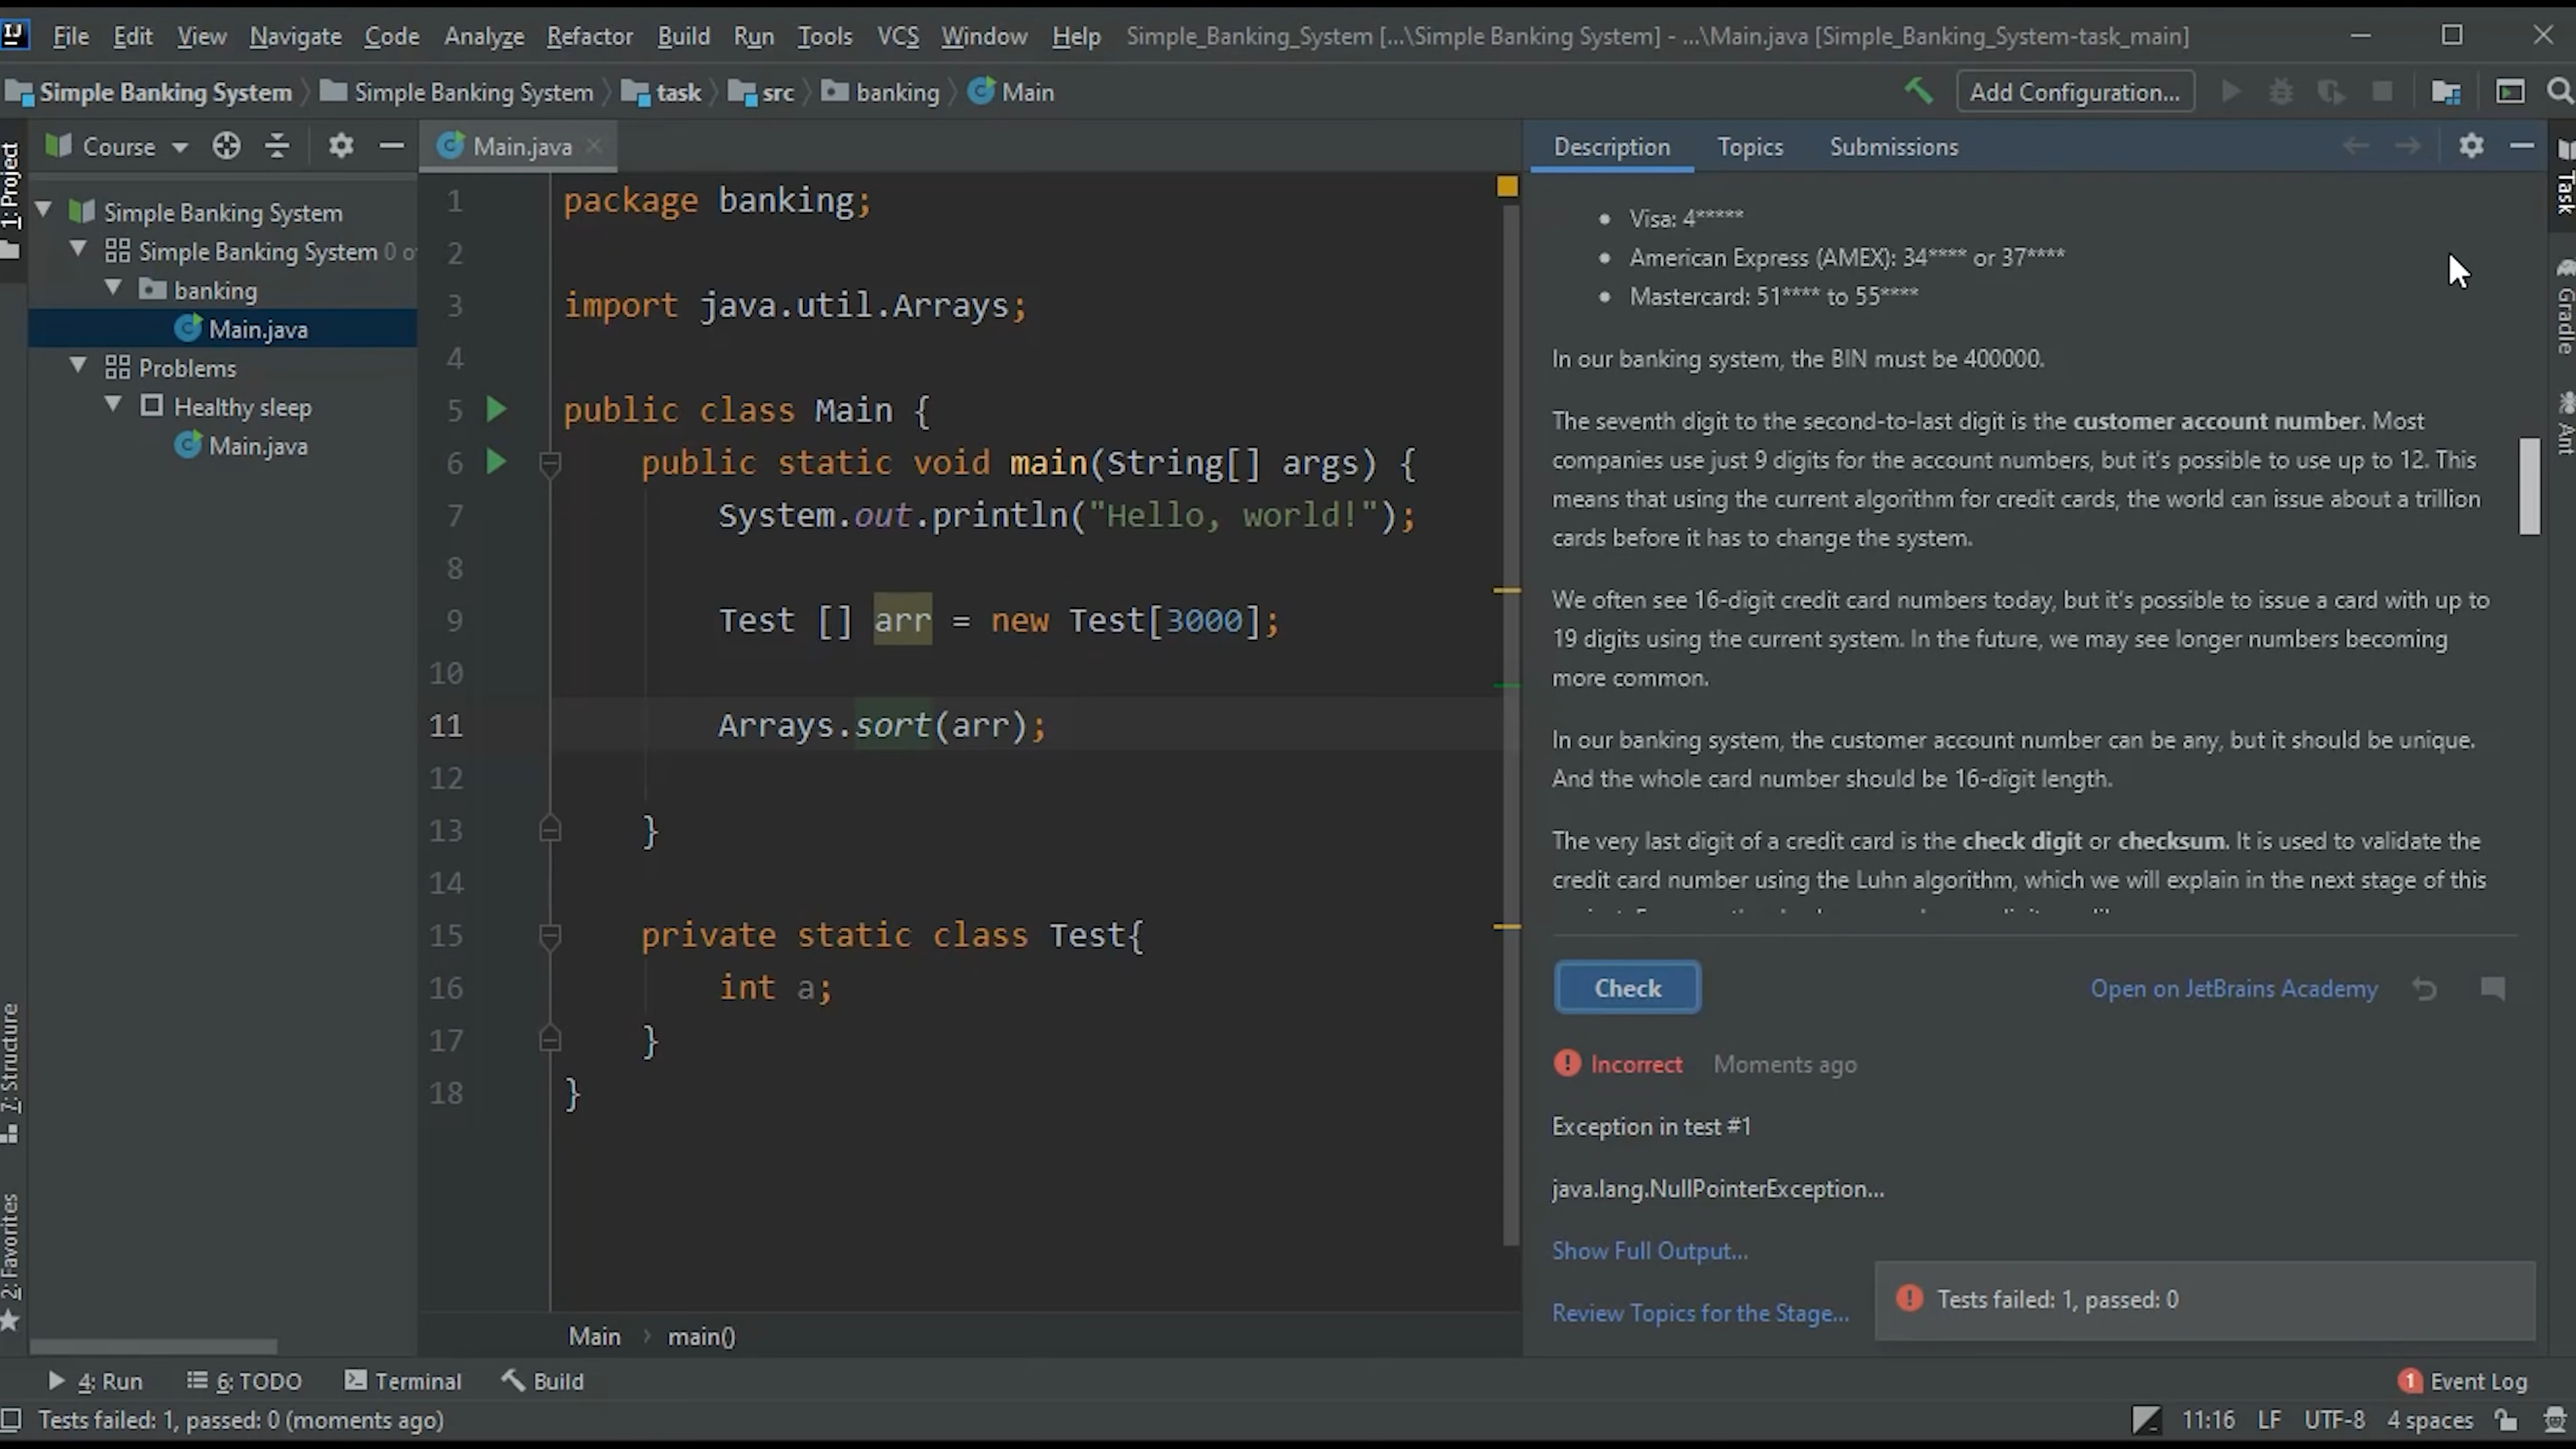 File Edit View Navigate Code Analyze Refactor Build Run Tools VCS Window Help Simple_Banking_System [...\Simple Banking System] - ...\Main.java [Simple_Banking_System-task_main]
Simple Banking System Simple Banking System task src banking Main Add Configuration...
1: Project
7: Structure
2: Favorites
Course
Simple Banking System
Simple Banking System 0 o
banking
Main.java
Problems
Healthy sleep
Main.java
Main.java
1 package banking;
2
3 import java.util.Arrays;
4
5 public class Main {
6 public static void main(String[] args) {
7 System.out.println("Hello, world!");
8
9 Test [] arr = new Test[3000];
10
11 Arrays.sort(arr);
12
13 }
14
15 private static class Test{
16 int a;
17 }
18 }
Main main()
Description Topics Submissions
Visa: 4*****
American Express (AMEX): 34**** or 37****
Mastercard: 51**** to 55****
In our banking system, the BIN must be 400000.
The seventh digit to the second-to-last digit is the customer account number. Most
companies use just 9 digits for the account numbers, but it's possible to use up to 12. This
means that using the current algorithm for credit cards, the world can issue about a trillion
cards before it has to change the system.
We often see 16-digit credit card numbers today, but it's possible to issue a card with up to
19 digits using the current system. In the future, we may see longer numbers becoming
more common.
In our banking system, the customer account number can be any, but it should be unique.
And the whole card number should be 16-digit length.
The very last digit of a credit card is the check digit or checksum. It is used to validate the
credit card number using the Luhn algorithm, which we will explain in the next stage of this
Check
Open on JetBrains Academy
Incorrect Moments ago
Exception in test #1
java.lang.NullPointerException...
Show Full Output...
Review Topics for the Stage...
Tests failed: 1, passed: 0
Task
Gradle
Ant
4: Run 6: TODO Terminal Build
1 Event Log
Tests failed: 1, passed: 0 (moments ago)
11:16 LF UTF-8 4 spaces